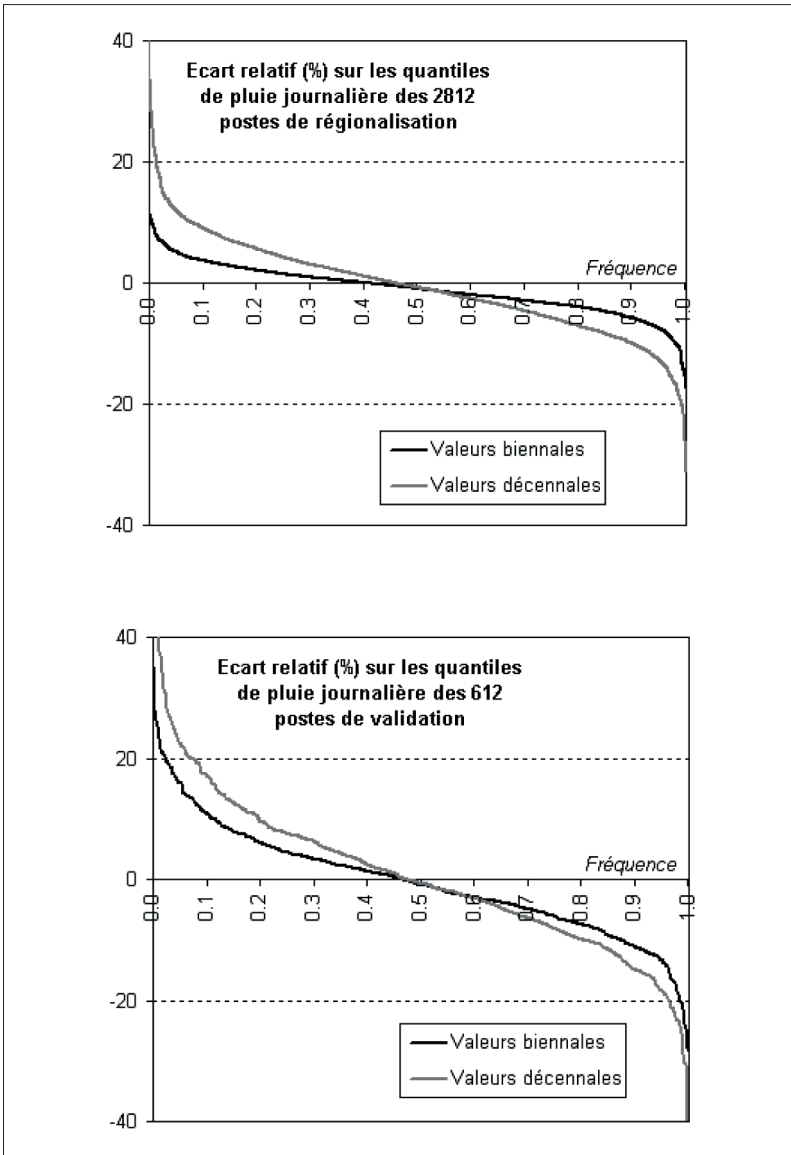 40
Ecart relatif (%) sur les quantiles
de pluie journalière des 2812
postes de régionalisation
20
Fréquence
0
0.0 0.1 0.2 0.3 0.4 0.5 0.6 0.7 0.8 0.9 1.0
-20
Valeurs biennales
Valeurs décennales
-40
40
Ecart relatif (%) sur les quantiles
de pluie journalière des 612
postes de validation
20
Fréquence
0
0.0 0.1 0.2 0.3 0.4 0.5 0.6 0.7 0.8 0.9 1.0
-20
Valeurs biennales
Valeurs décennales
-40